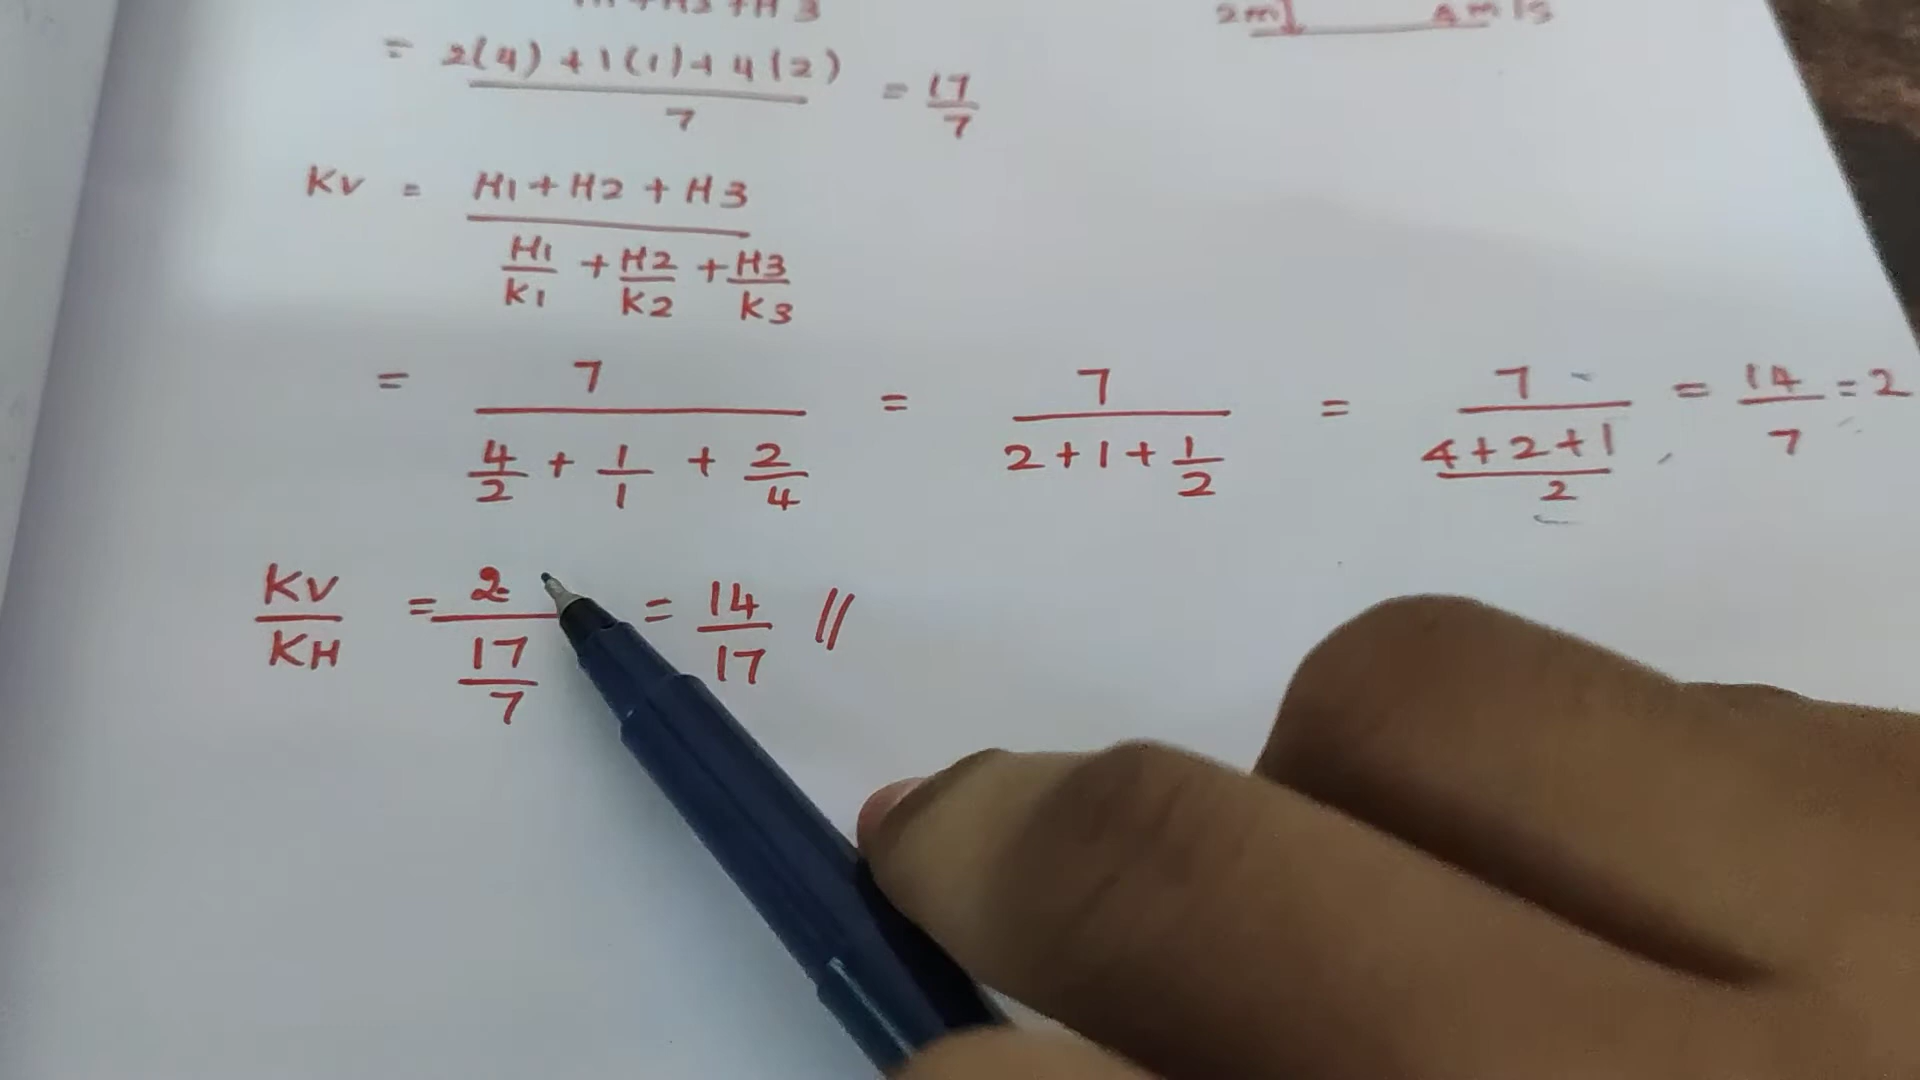 2m 4m/s
= 2(4)+1(1)+4(2) / 7 = 17/7
KV = H1+H2+H3 / H1/K1 + H2/K2 + H3/K3
= 7 / 4/2 + 1/1 + 2/4 = 7 / 2+1+1/2 = 7 / 4+2+1/2 = 14/7 = 2
KV/KH = 2 / 17/7 = 14/17 //